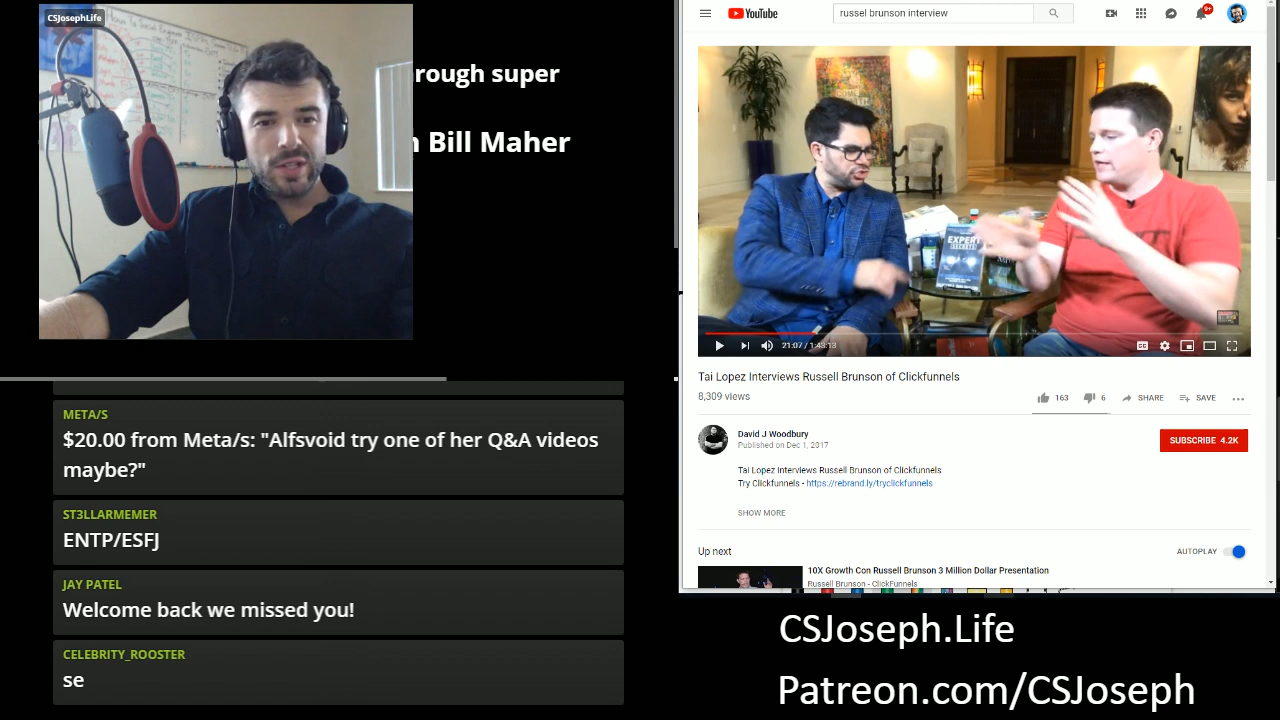 CSJosephLife
rough super
Bill Maher
META/S
$20.00 from Meta/s: "Alfsvoid try one of her Q&A videos
maybe?"
ST3LLARMEMER
ENTP/ESFJ
JAY PATEL
Welcome back we missed you!
CELEBRITY_ROOSTER
se
YouTube
russel brunson interview
9+
EXPERT
SECRETS
21:07 / 1:43:13
CC
Tai Lopez Interviews Russell Brunson of Clickfunnels
8,309 views
163
6
SHARE
SAVE
David J Woodbury
Published on Dec 1, 2017
SUBSCRIBE 4.2K
Tai Lopez Interviews Russell Brunson of Clickfunnels
Try Clickfunnels - https://rebrand.ly/tryclickfunnels
SHOW MORE
Up next
AUTOPLAY
10X Growth Con Russell Brunson 3 Million Dollar Presentation
Russell Brunson - ClickFunnels
CSJoseph.Life
Patreon.com/CSJoseph